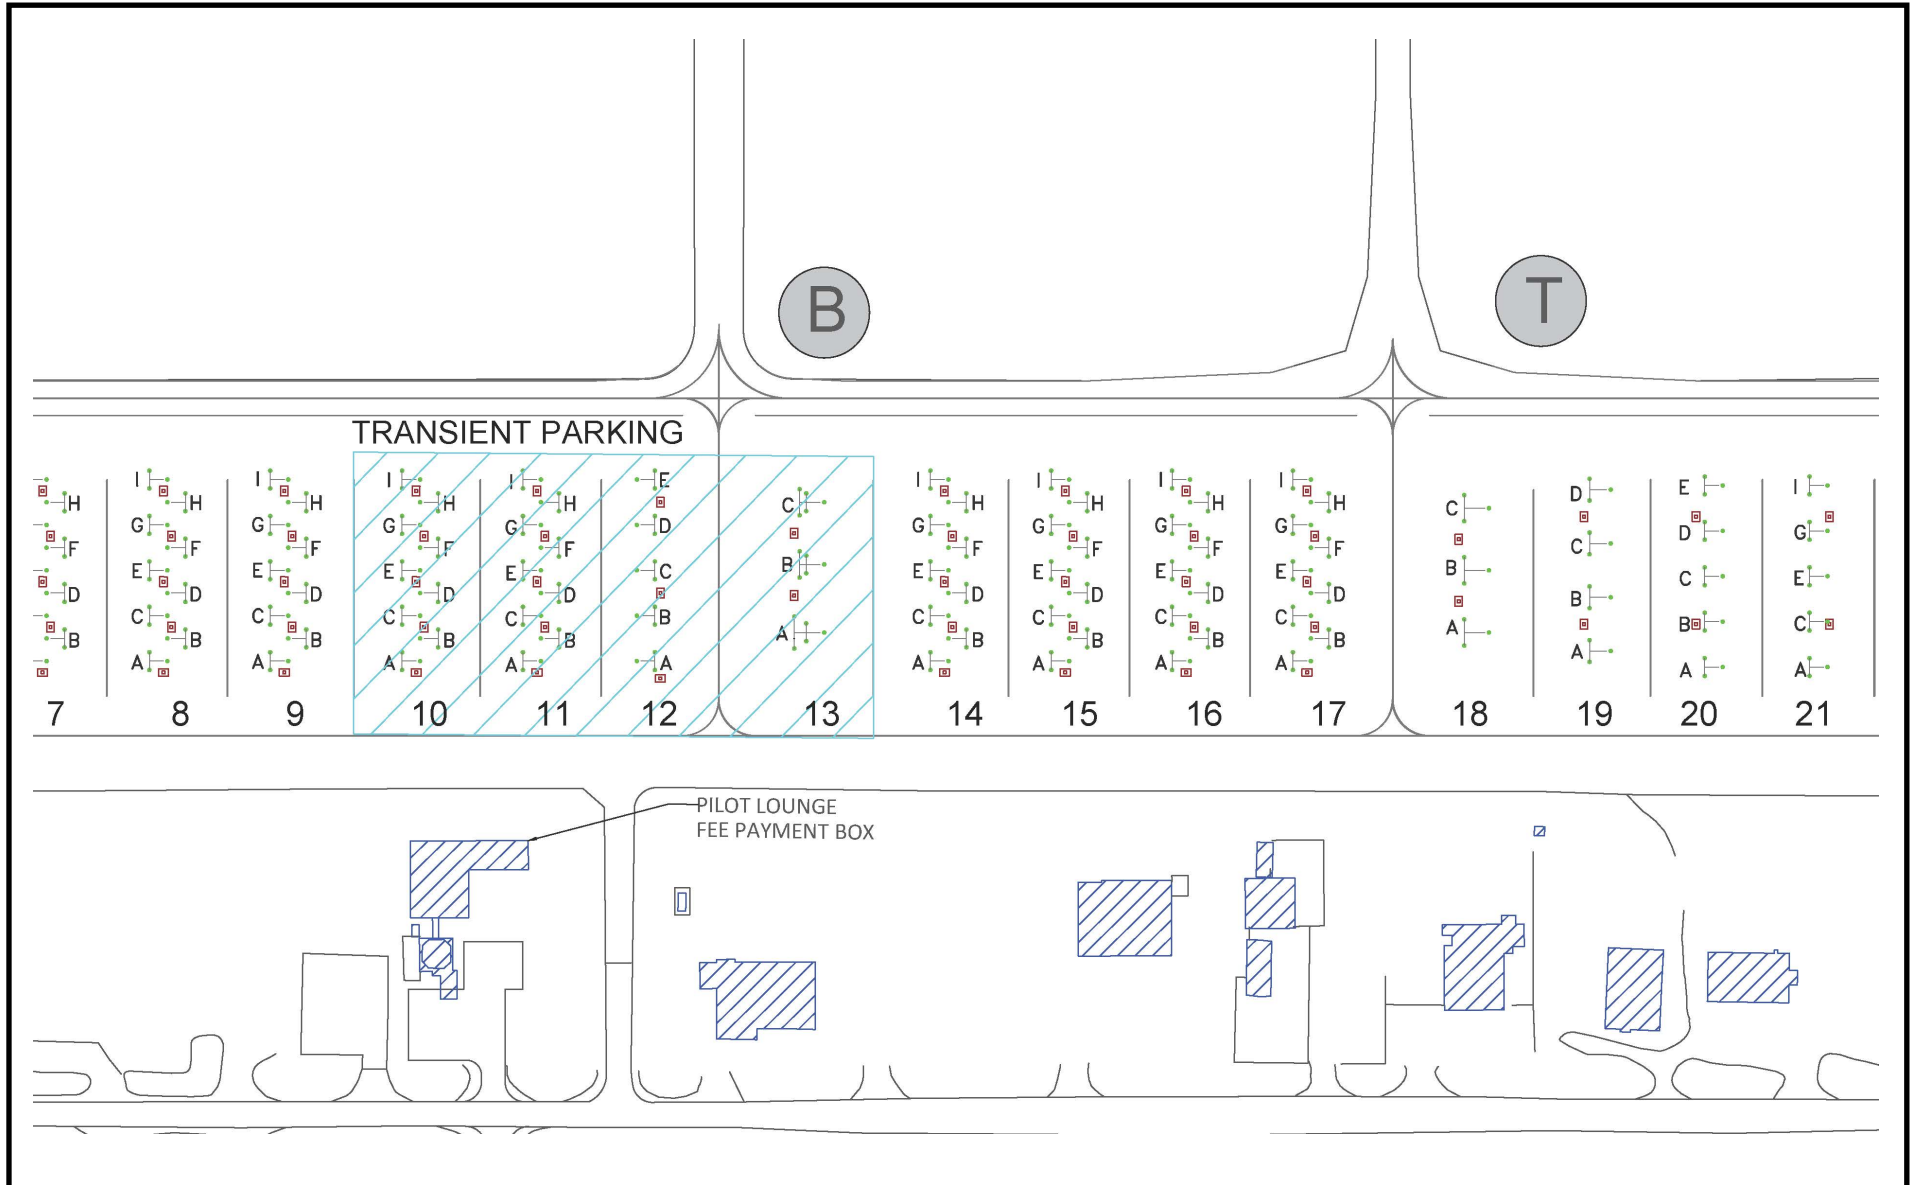 B
T
TRANSIENT PARKING
I I I I I E I I I I D E I
H H H H H C H H H H C
G G G G D G G G G D G
F F F F F B F F F F B C
E E E E C E E E E B C E
D D D D D D D D D
C C C C B A C C C C A B C
B B B B B B B B B
A A A A A A A A A A A
7 8 9 10 11 12 13 14 15 16 17 18 19 20 21
PILOT LOUNGE
FEE PAYMENT BOX